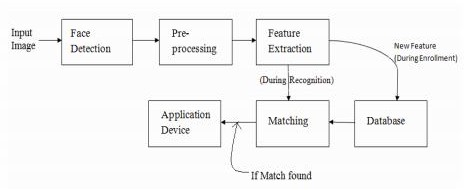 Input
Image
Face
Detection
Pre-
processing
Feature
Extraction
New Feature
(During Enrollment)
(During Recognition)
Application
Device
Matching
Database
If Match found